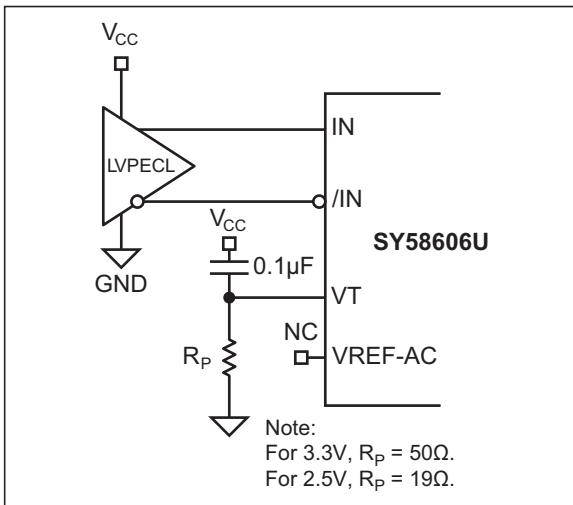 VCC
IN
LVPECL
/IN
SY58606U
VCC
GND
0.1µF
VT
NC
RP
VREF-AC
Note:
For 3.3V, RP = 50Ω.
For 2.5V, RP = 19Ω.